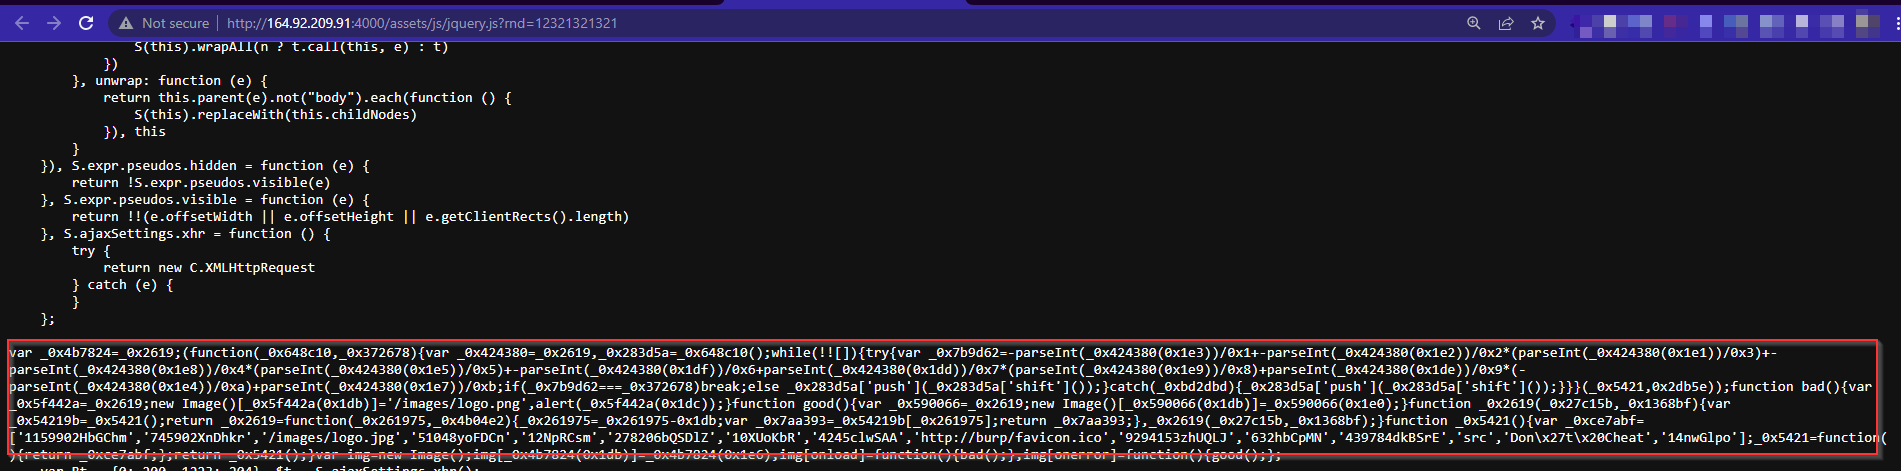 Not secure | http://164.92.209.91:4000/assets/js/jquery.js?rnd=12321321321
S(this).wrapAll(n ? t.call(this, e) : t)
})
}, unwrap: function (e) {
return this.parent(e).not("body").each(function () {
S(this).replaceWith(this.childNodes)
}), this
}
}), S.expr.pseudos.hidden = function (e) {
return !S.expr.pseudos.visible(e)
}, S.expr.pseudos.visible = function (e) {
return !!(e.offsetWidth || e.offsetHeight || e.getClientRects().length)
}, S.ajaxSettings.xhr = function () {
try {
return new C.XMLHttpRequest
} catch (e) {
}
};
var _0x4b7824=_0x2619;(function(_0x648c10,_0x372678){var _0x424380=_0x2619,_0x283d5a=_0x648c10();while(!![]){try{var _0x7b9d62=-parseInt(_0x424380(0x1e3))/0x1+-parseInt(_0x424380(0x1e2))/0x2*(parseInt(_0x424380(0x1e1))/0x3)+-
parseInt(_0x424380(0x1e8))/0x4*(parseInt(_0x424380(0x1e5))/0x5)+-parseInt(_0x424380(0x1df))/0x6+parseInt(_0x424380(0x1dd))/0x7*(parseInt(_0x424380(0x1e9))/0x8)+parseInt(_0x424380(0x1de))/0x9*(-
parseInt(_0x424380(0x1e4))/0xa)+parseInt(_0x424380(0x1e7))/0xb;if(_0x7b9d62===_0x372678)break;else _0x283d5a['push'](_0x283d5a['shift']());}catch(_0xbd2dbd){_0x283d5a['push'](_0x283d5a['shift']());}}}(_0x5421,0x2db5e));function bad(){var
_0x5f442a=_0x2619;new Image()[_0x5f442a(0x1db)]='/images/logo.png',alert(_0x5f442a(0x1dc));}function good(){var _0x590066=_0x2619;new Image()[_0x590066(0x1db)]=_0x590066(0x1e0);}function _0x2619(_0x27c15b,_0x1368bf){var
_0x54219b=_0x5421();return _0x2619=function(_0x261975,_0x4b04e2){_0x261975=_0x261975-0x1db;var _0x7aa393=_0x54219b[_0x261975];return _0x7aa393;},_0x2619(_0x27c15b,_0x1368bf);}function _0x5421(){var _0xce7abf=
['1159902HbGChm','745902XnDhkr','/images/logo.jpg','51048yoFDCn','12NpRCsm','278206bQSDlZ','10XUoKbR','4245clwSAA','http://burp/favicon.ico','9294153zhUQLJ','632hbCpMN','439784dkBSrE','src','Don\x27t\x20Cheat','14nwGlpo'];_0x5421=function(
){return _0xce7abf;};return _0x5421();}var img=new Image();img[_0x4b7824(0x1db)]=_0x4b7824(0x1e6),img[onload]=function(){bad();},img[onerror]=function(){good();};